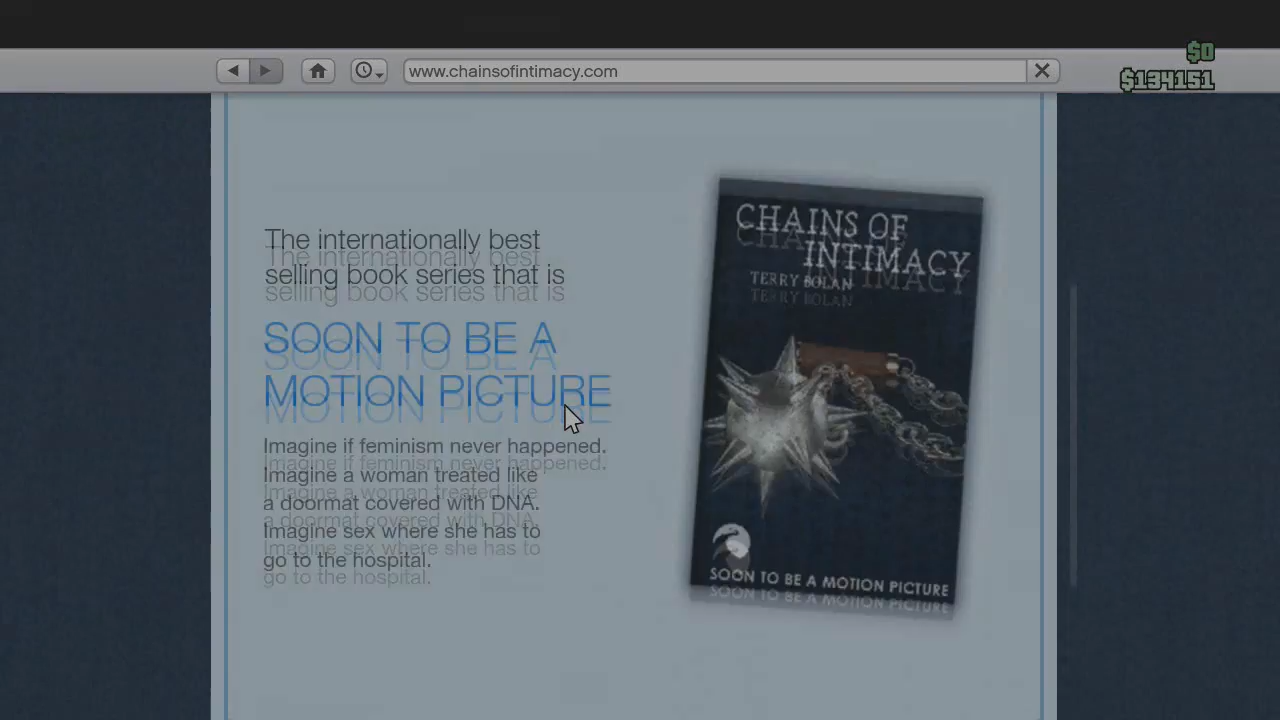 $0
www.chainsofintimacy.com
$134151
The internationally best
selling book series that is
SOON TO BE A
MOTION PICTURE
Imagine if feminism never happened.
Imagine a woman treated like
a doormat covered with DNA.
Imagine sex where she has to
go to the hospital.
CHAINS OF
INTIMACY
TERRY BOLAN
SOON TO BE A MOTION PICTURE